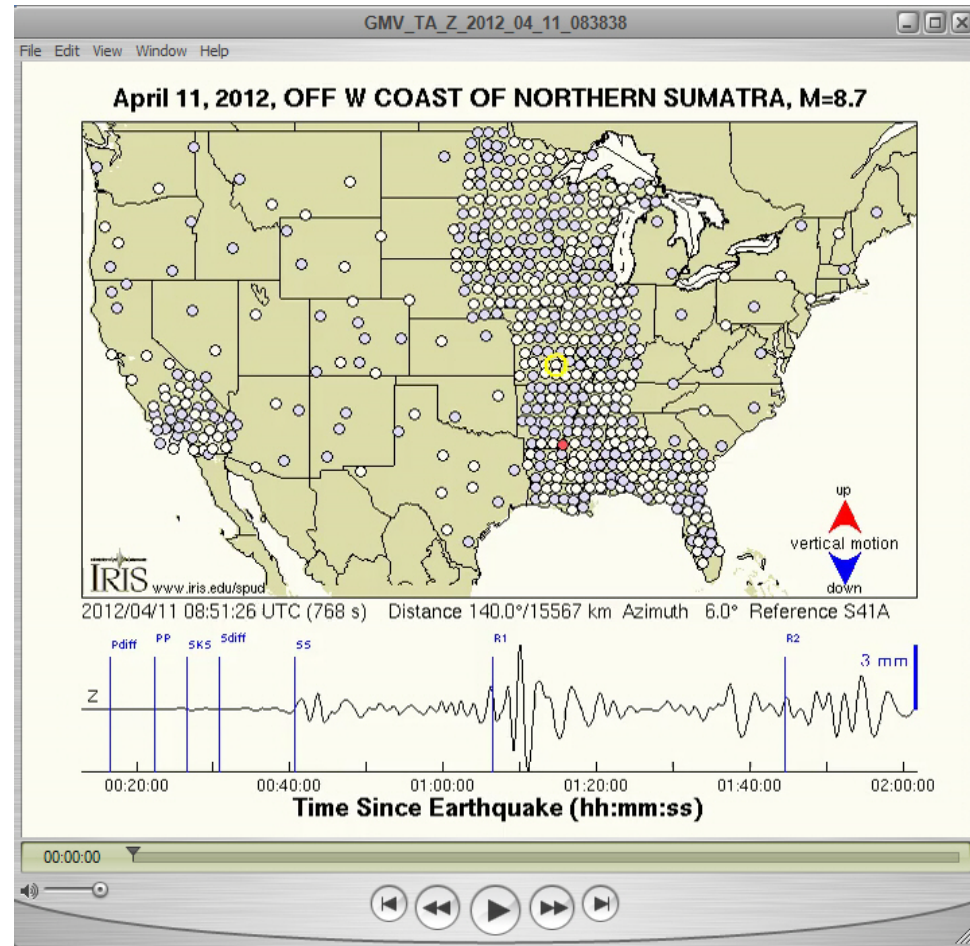 GMV_TA_Z_2012_04_11_083838
File Edit View Window Help
April 11, 2012, OFF W COAST OF NORTHERN SUMATRA, M=8.7
up
vertical motion
down
IRIS www.iris.edu/spud
2012/04/11 08:51:26 UTC (768 s) Distance 140.0°/15567 km Azimuth 6.0° Reference S41A
Pdiff PP SKS Sdiff SS R1 R2
3 mm
Z
00:20:00 00:40:00 01:00:00 01:20:00 01:40:00 02:00:00
Time Since Earthquake (hh:mm:ss)
00:00:00